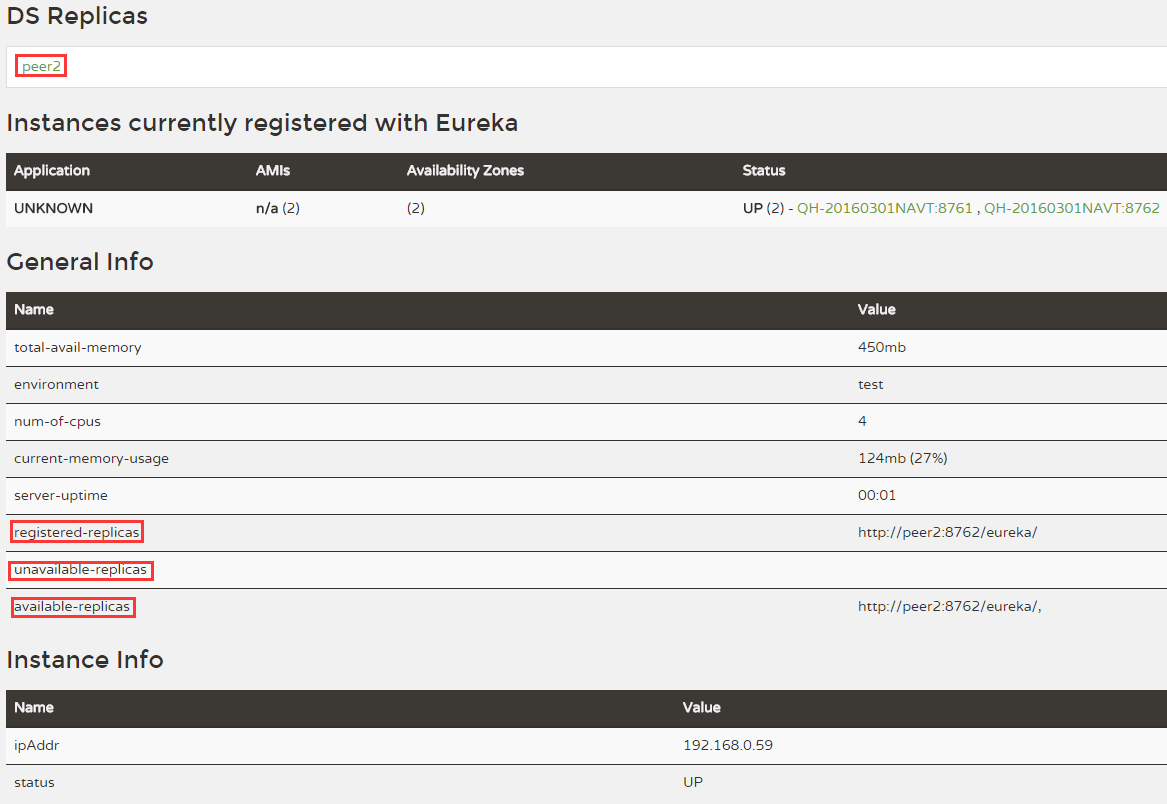 DS Replicas
peer2
Instances currently registered with Eureka
Application AMIs Availability Zones Status
UNKNOWN n/a (2) (2) UP (2) - QH-20160301NAVT:8761 , QH-20160301NAVT:8762
General Info
Name Value
total-avail-memory 450mb
environment test
num-of-cpus 4
current-memory-usage 124mb (27%)
server-uptime 00:01
registered-replicas http://peer2:8762/eureka/
unavailable-replicas
available-replicas http://peer2:8762/eureka/,
Instance Info
Name Value
ipAddr 192.168.0.59
status UP